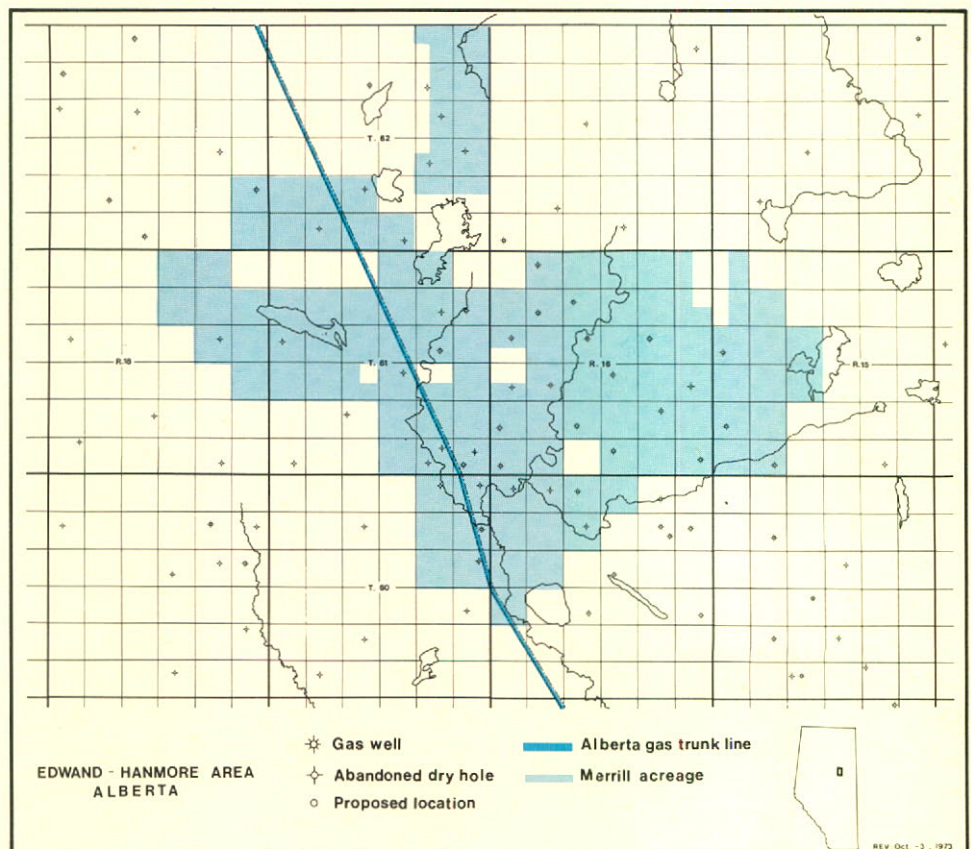 T. 62
R.18
T. 61
R. 16
R.15
T. 60
EDWAND - HANMORE AREA
ALBERTA
Gas well
Abandoned dry hole
Proposed location
Alberta gas trunk line
Merrill acreage
REV. Oct. -3, 1973